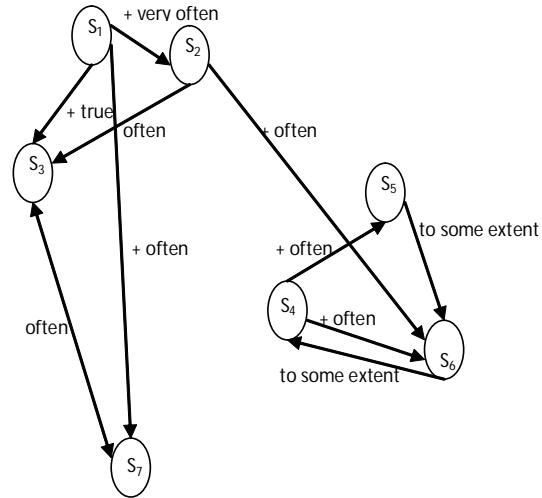 + very often
S1
S2
+ true
often
+ often
S3
S5
to some extent
+ often
+ often
S4
+ often
often
S6
to some extent
S7